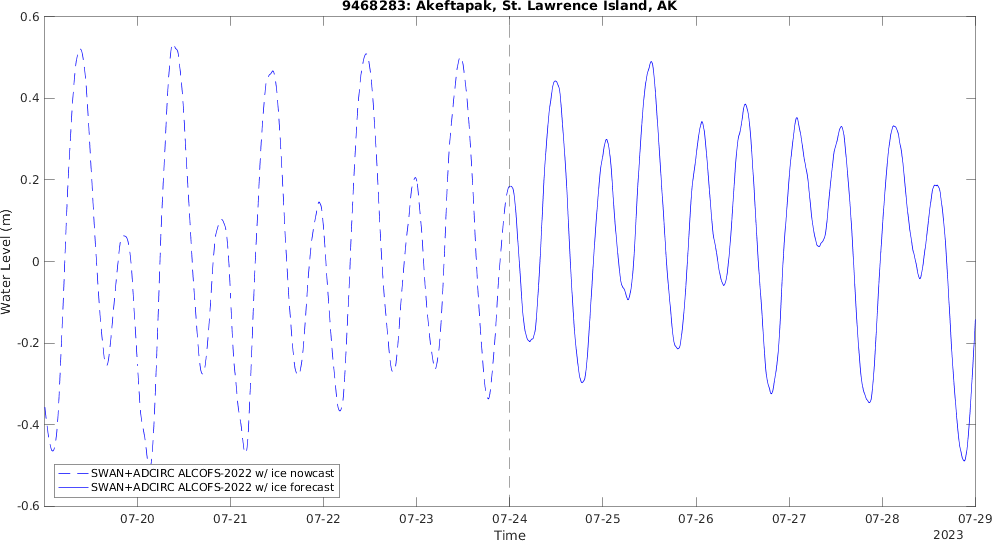 9468283: Akeftapak, St. Lawrence Island, AK
0.6
0.4
0.2
0
-0.2
-0.4
-0.6
Water Level (m)
SWAN+ADCIRC ALCOFS-2022 w/ ice nowcast
SWAN+ADCIRC ALCOFS-2022 w/ ice forecast
07-20 07-21 07-22 07-23 07-24 07-25 07-26 07-27 07-28 07-29
Time
2023